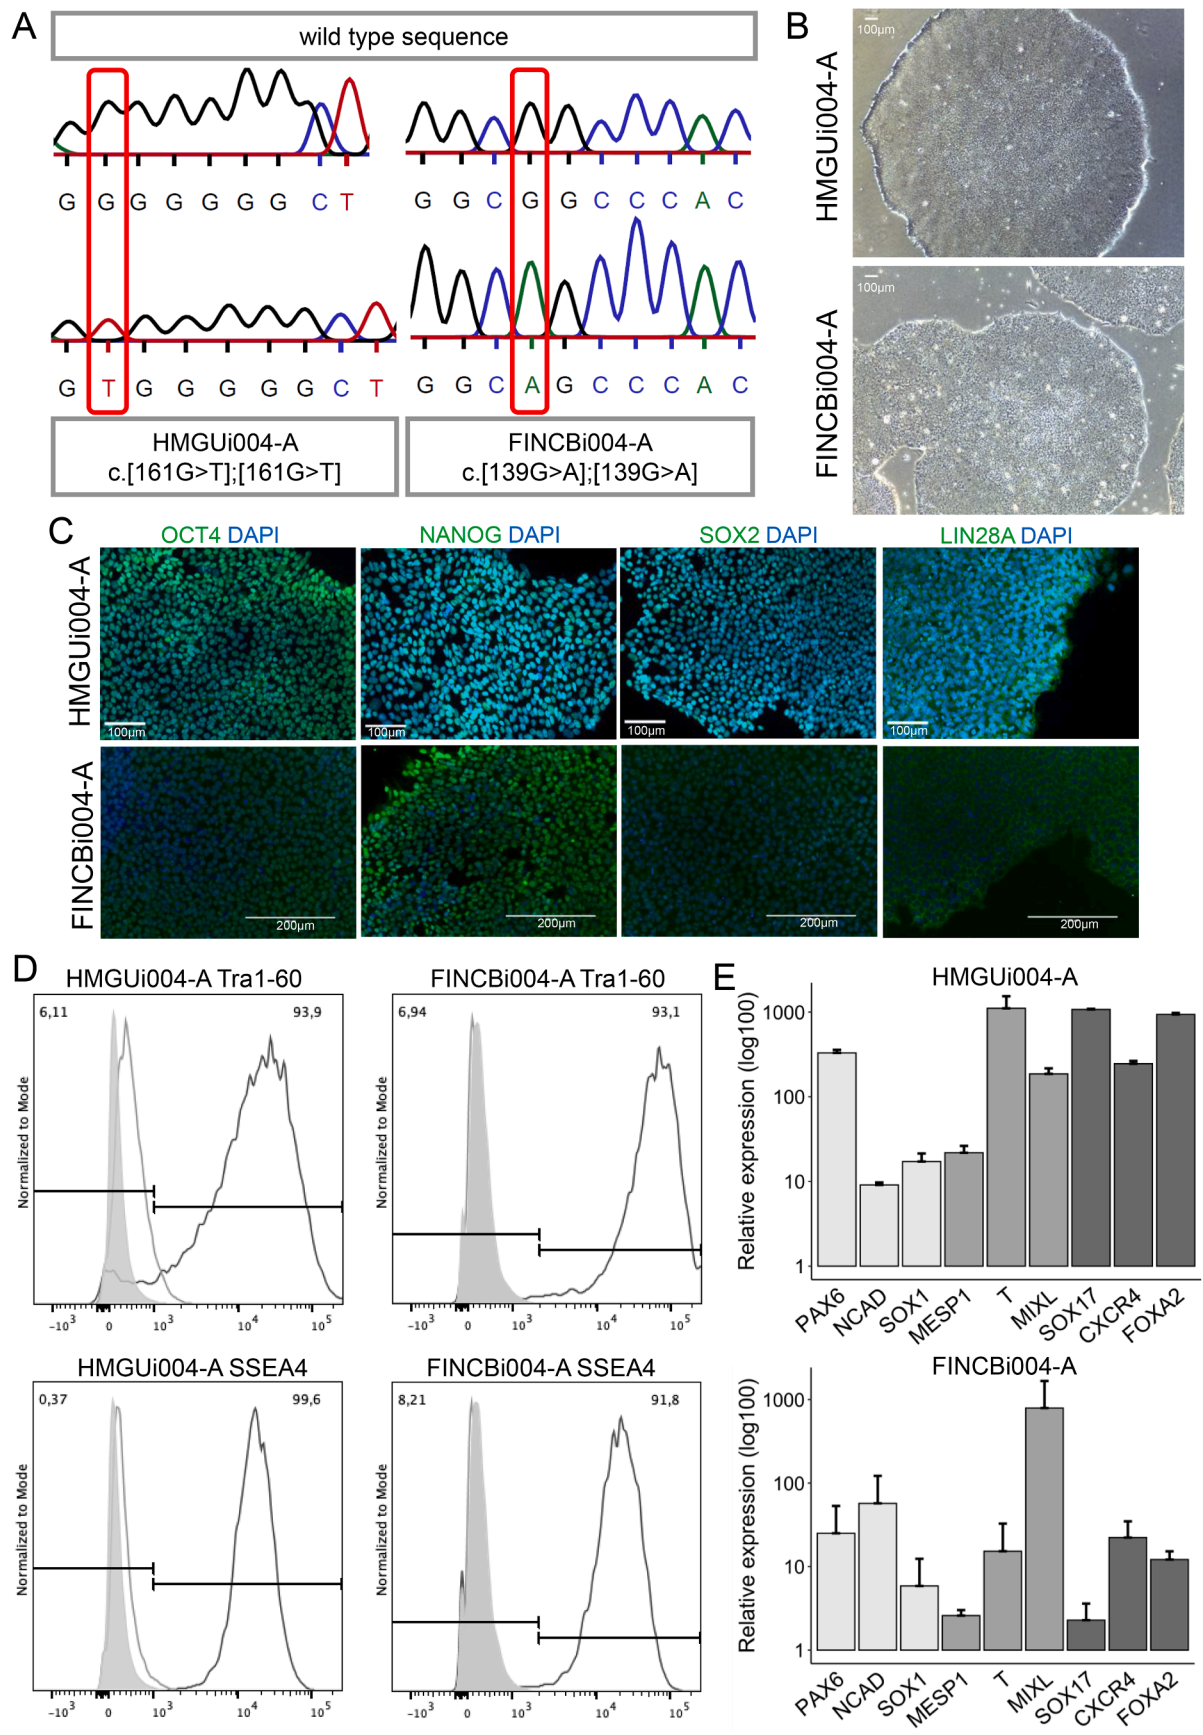 A
wild type sequence
G G G G G G G C T
G G C G G C C C A C
G T G G G G G C T
G G C A G C C C A C
HMGUi004-A
c.[161G>T];[161G>T]
FINCBi004-A
c.[139G>A];[139G>A]
B
HMGUi004-A
100µm
FINCBi004-A
100µm
C
OCT4 DAPI
NANOG DAPI
SOX2 DAPI
LIN28A DAPI
HMGUi004-A
100µm
100µm
100µm
100µm
FINCBi004-A
200µm
200µm
200µm
200µm
D
HMGUi004-A Tra1-60
6,11
93,9
Normalized to Mode
-10³ 0 10³ 10⁴ 10⁵
FINCBi004-A Tra1-60
6,94
93,1
Normalized to Mode
-10³ 0 10³ 10⁴ 10⁵
HMGUi004-A SSEA4
0,37
99,6
Normalized to Mode
-10³ 0 10³ 10⁴ 10⁵
FINCBi004-A SSEA4
8,21
91,8
Normalized to Mode
-10³ 0 10³ 10⁴ 10⁵
E
HMGUi004-A
Relative expression (log100)
1000
100
10
1
PAX6 NCAD SOX1 MESP1 T MIXL SOX17 CXCR4 FOXA2
FINCBi004-A
Relative expression (log100)
1000
100
10
1
PAX6 NCAD SOX1 MESP1 T MIXL SOX17 CXCR4 FOXA2